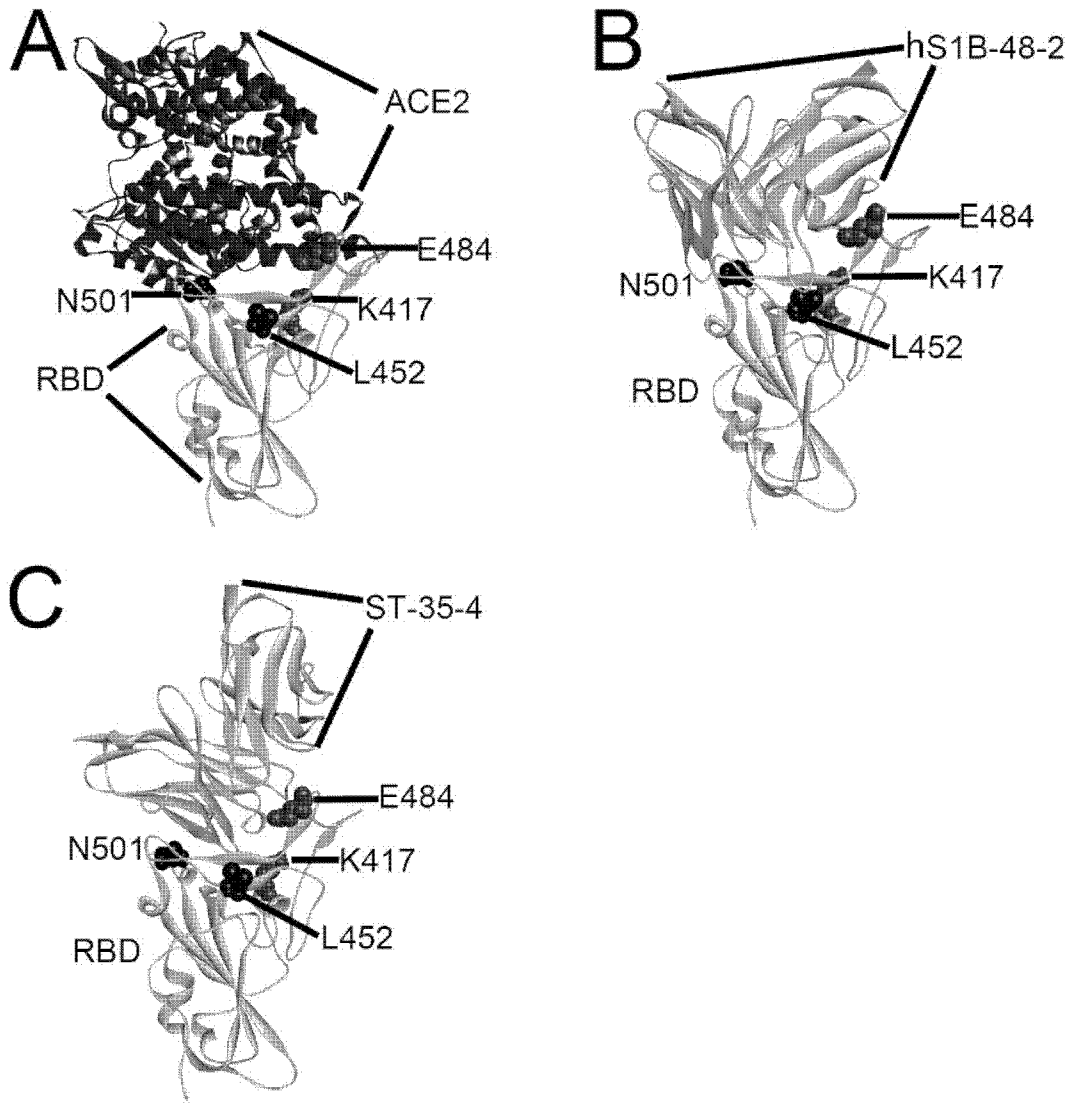 A
ACE2
E484
N501
K417
RBD
L452
B
hS1B-48-2
E484
N501
K417
L452
RBD
C
ST-35-4
E484
N501
K417
L452
RBD